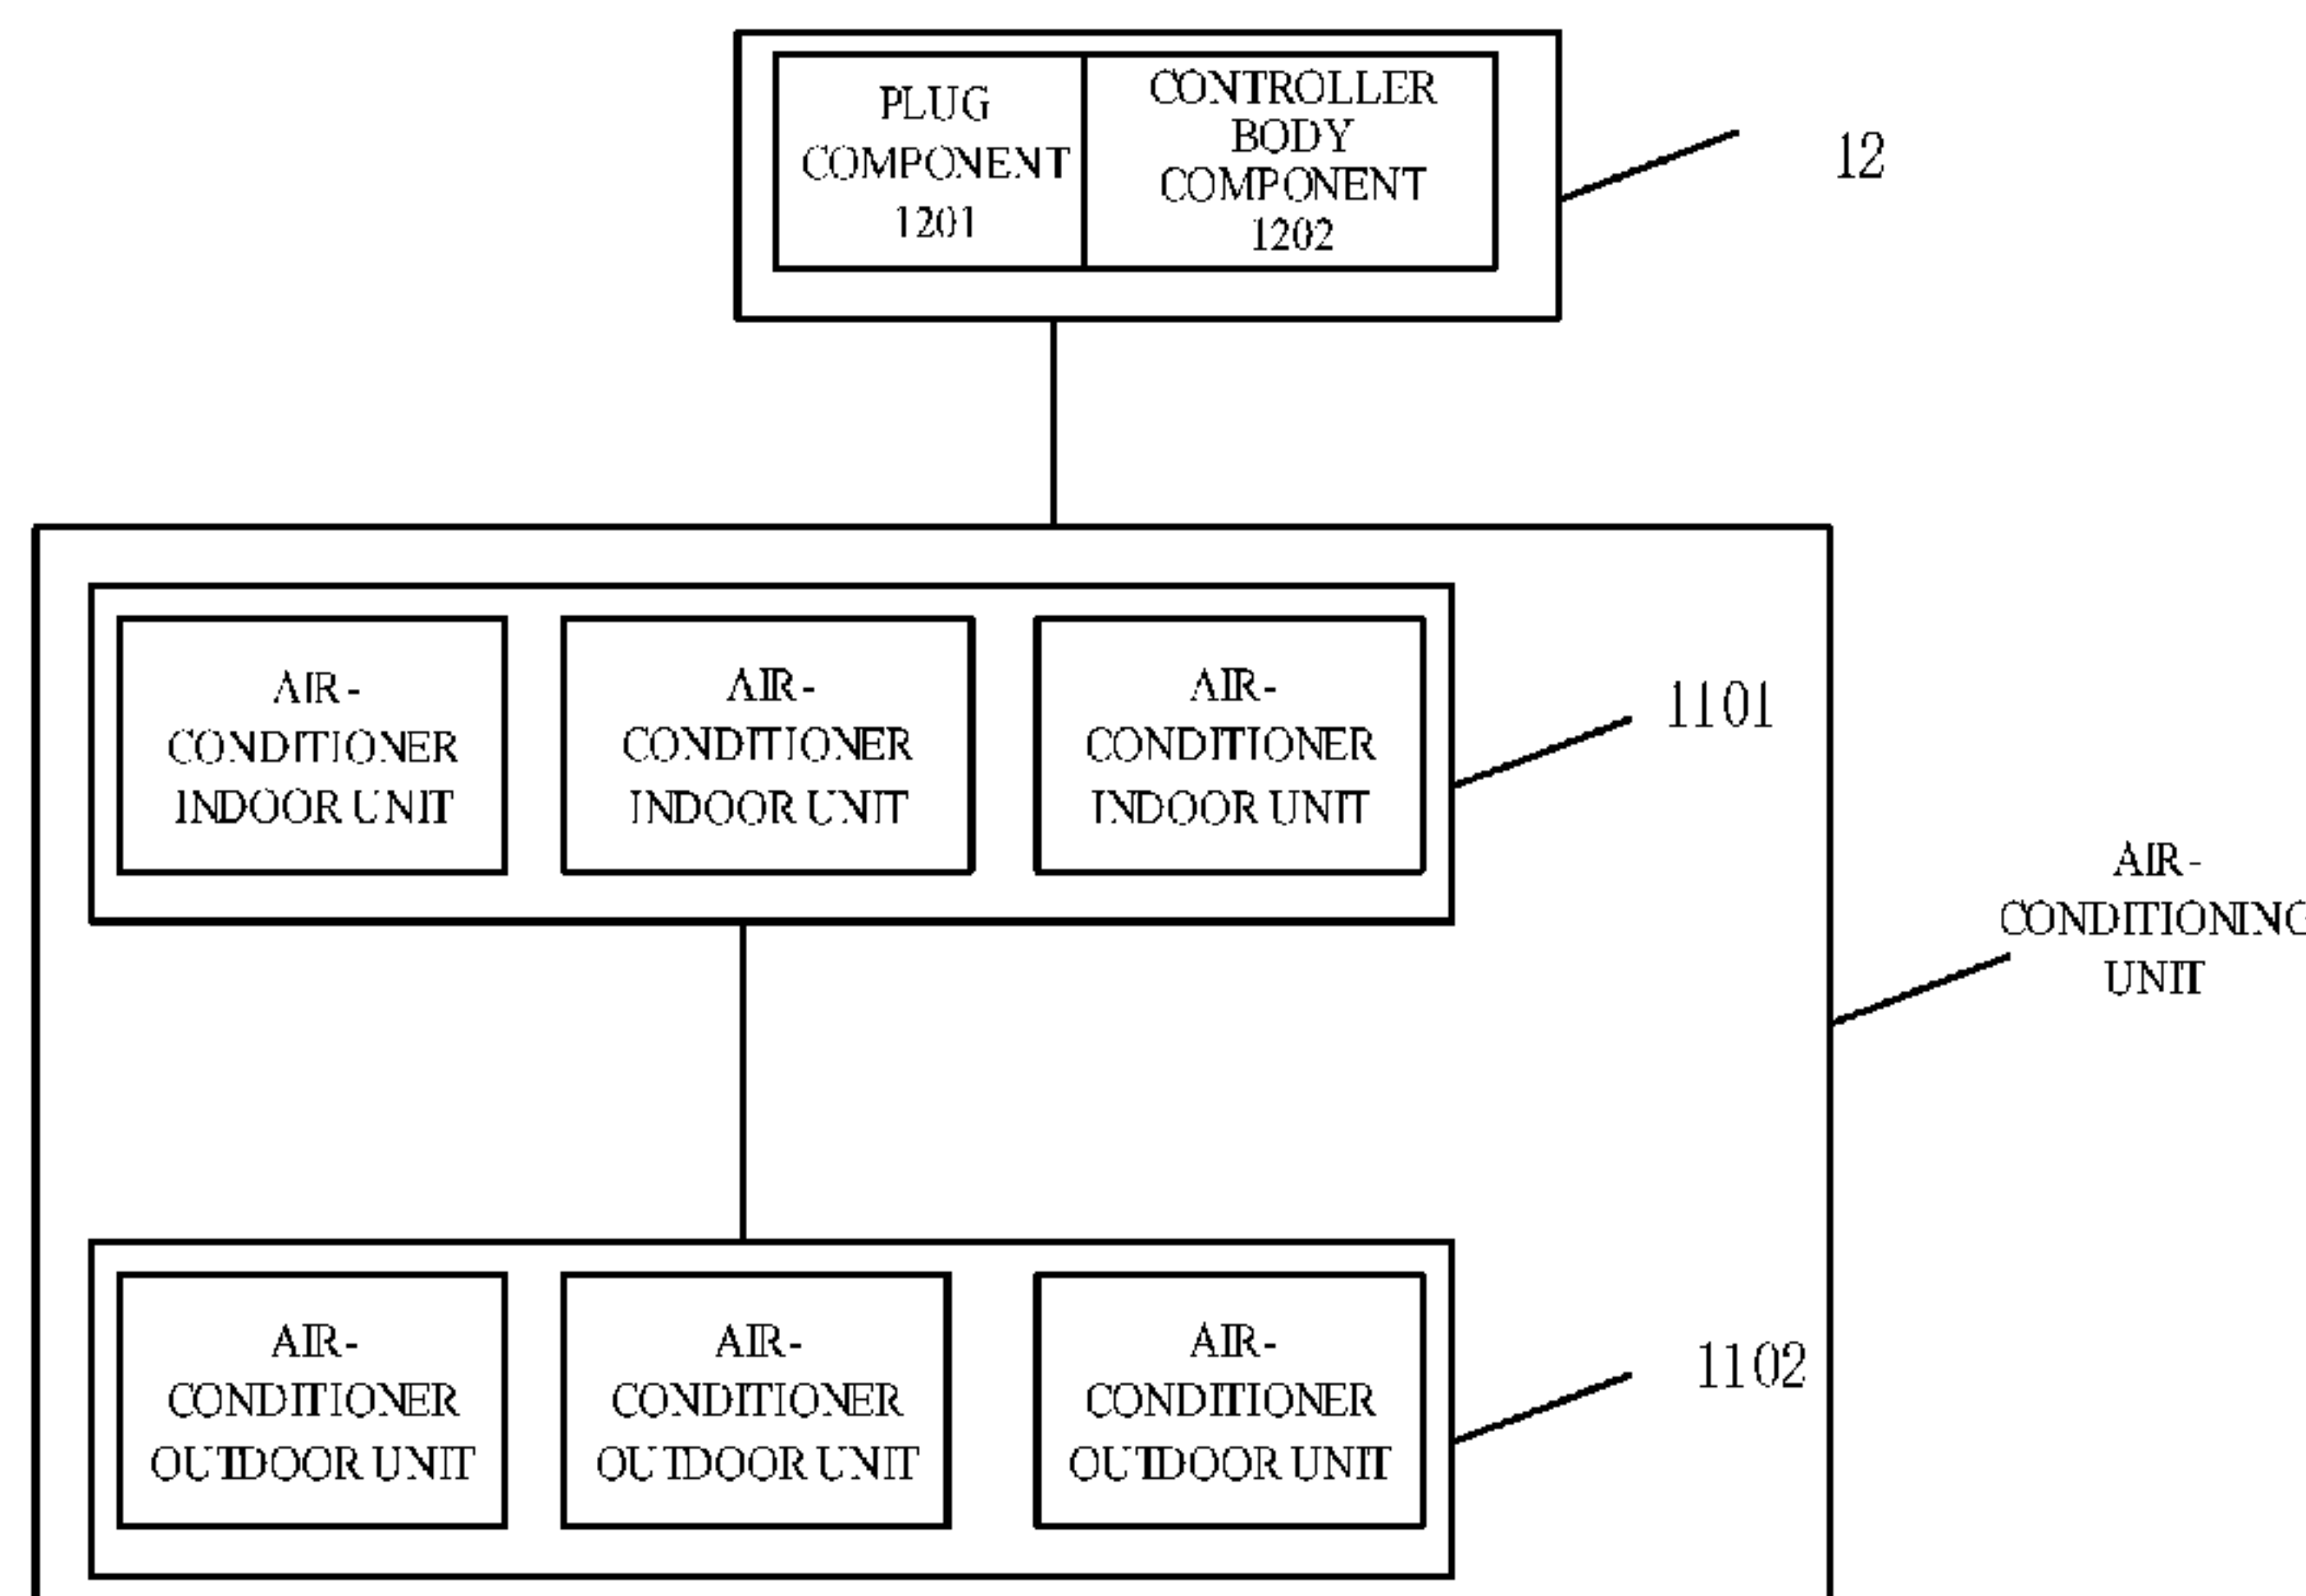 PLUG
COMPONENT
1201
CONTROLLER
BODY
COMPONENT
1202
12
AIR-
CONDITIONER
INDOOR UNIT
AIR-
CONDITIONER
INDOOR UNIT
AIR-
CONDITIONER
INDOOR UNIT
1101
AIR-
CONDITIONING
UNIT
AIR-
CONDITIONER
OUTDOOR UNIT
AIR-
CONDITIONER
OUTDOOR UNIT
AIR-
CONDITIONER
OUTDOOR UNIT
1102